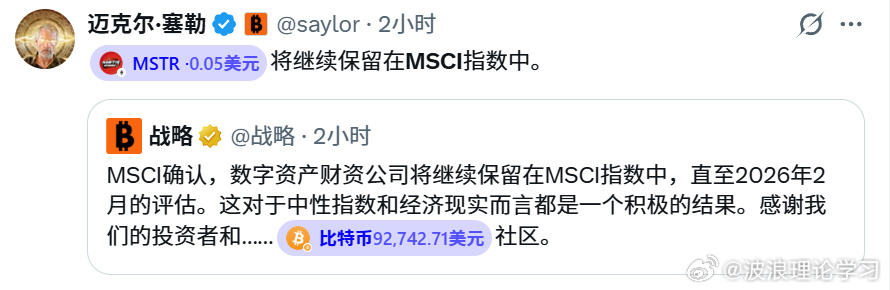 迈克尔·塞勒 @saylor · 2小时
MSTR ·0.05美元 将继续保留在MSCI指数中。
战略 @战略 · 2小时
MSCI确认，数字资产财资公司将继续保留在MSCI指数中，直至2026年2
月的评估。这对于中性指数和经济现实而言都是一个积极的结果。感谢我
们的投资者和...... 比特币92,742.71美元 社区。
@波浪理论学习